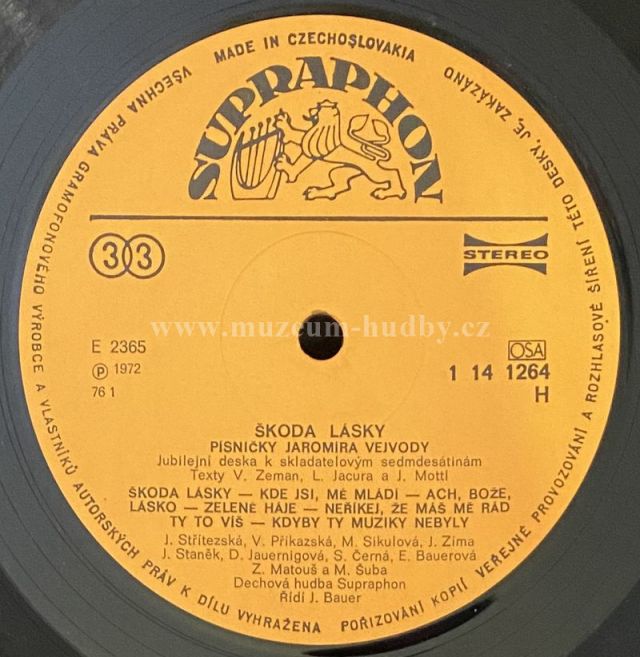 MADE IN CZECHOSLOVAKIA
VŠECHNA PRÁVA GRAMOFONOVÉHO VÝROBCE A VLASTNÍKŮ AUTORSKÝCH PRÁV K DÍLU VYHRAŽENA POŘIZOVÁNÍ KOPIÍ VEŘEJNÉ PROVOZOVÁNÍ A ROZHLASOVÉ ŠÍŘENÍ TÉTO DESKY, JE ZAKÁZÁNO
SUPRAPHON
33
STEREO
www.muzeum-hudby.cz
E 2365
Ⓟ 1972
76 1
OSA
1 14 1264
H
ŠKODA LÁSKY
PÍSNIČKY JAROMÍRA VEJVODY
Jubilejní deska k skladatelovým sedmdesátinám
Texty V. Zeman, L. Jacura a J. Mottl
ŠKODA LÁSKY — KDE JSI, MÉ MLÁDÍ — ACH, BOŽE,
LÁSKO — ZELENÉ HÁJE — NEŘÍKEJ, ŽE MÁŠ MĚ RÁD
TY TO VÍŠ — KDYBY TY MUZIKY NEBYLY
J. Střítezská, V. Příkazská, M. Sikulová, J. Zíma
J. Staněk, D. Jauernigová, S. Černá, E. Bauerová
Z. Matouš a M. Šuba
Dechová hudba Supraphon
Řídí J. Bauer